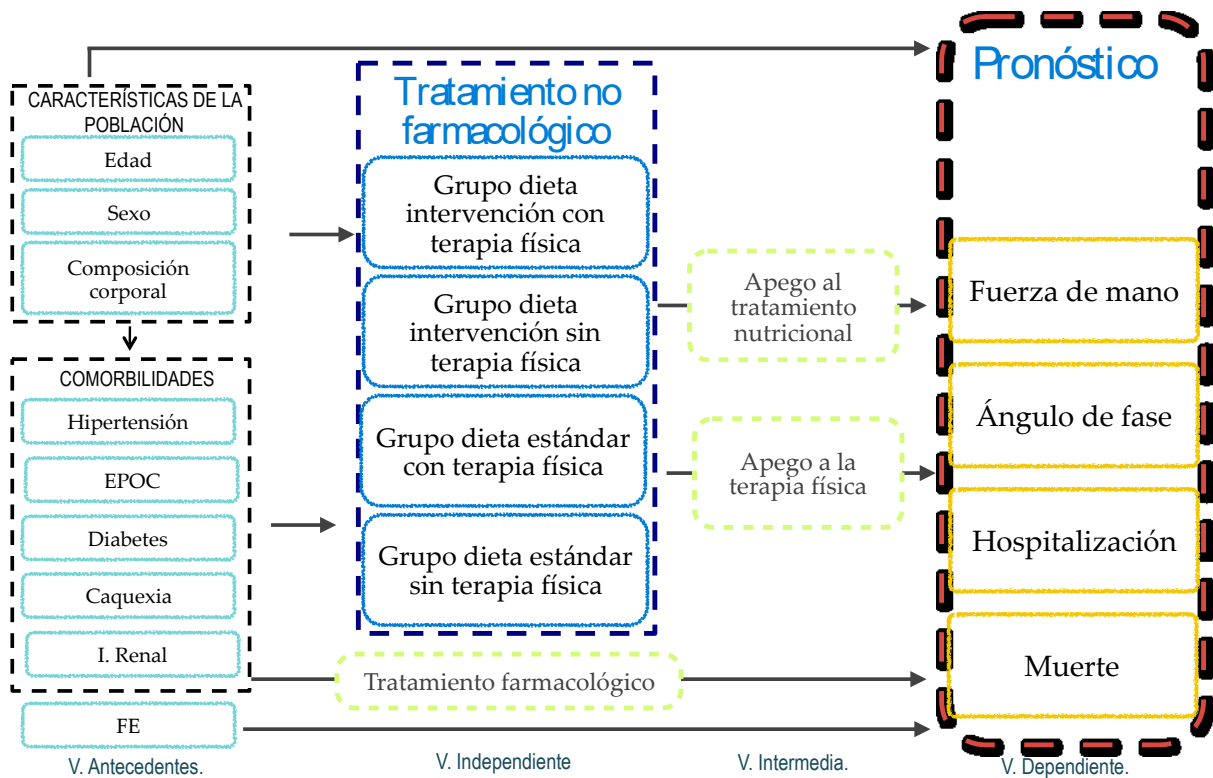 CARACTERÍSTICAS DE LA
POBLACIÓN
Edad
Sexo
Composición
corporal
COMORBILIDADES
Hipertensión
EPOC
Diabetes
Caquexia
I. Renal
FE
V. Antecedentes.
Tratamiento no
farmacológico
Grupo dieta
intervención con
terapia física
Grupo dieta
intervención sin
terapia física
Grupo dieta estándar
con terapia física
Grupo dieta estándar
sin terapia física
Tratamiento farmacológico
V. Independiente
Apego al
tratamiento
nutricional
Apego a la
terapia física
V. Intermedia.
Pronóstico
Fuerza de mano
Ángulo de fase
Hospitalización
Muerte
V. Dependiente.